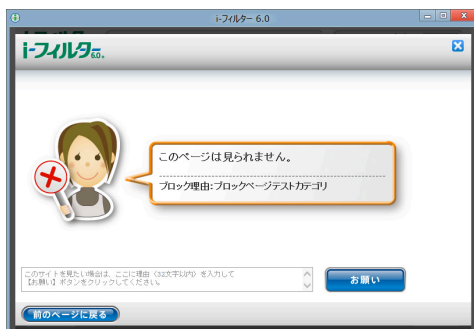 i-フィルター 6.0
i-フィルター6.0.
このページは見られません。
ブロック理由:ブロックページテストカテゴリ
このサイトを見たい場合は、ここに理由（32文字以内）を入力して
【お願い】ボタンをクリックしてください。
お願い
前のページに戻る